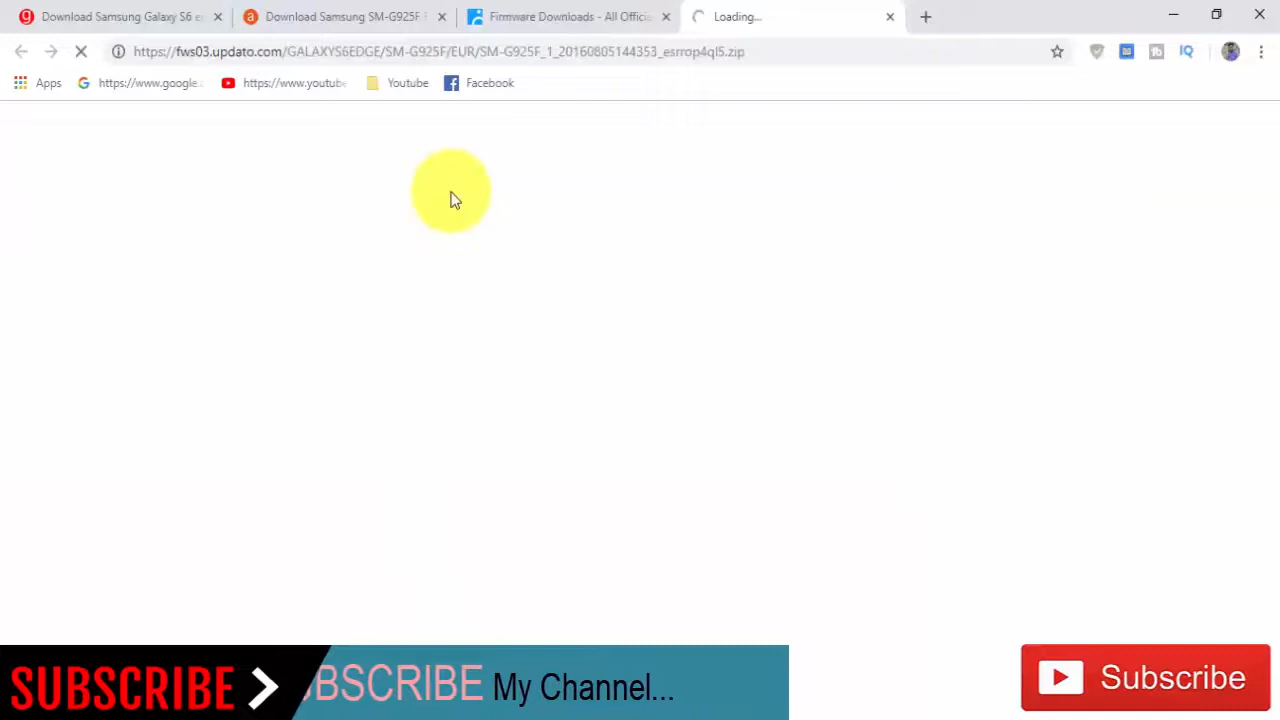 Download Samsung Galaxy S6 e
Download Samsung SM-G925F F
Firmware Downloads - All Officia
Loading...
https://fws03.updato.com/GALAXYS6EDGE/SM-G925F/EUR/SM-G925F_1_20160805144353_esrrop4ql5.zip
Apps
https://www.google.
https://www.youtube
Youtube
Facebook
SUBSCRIBE
BSCRIBE My Channel...
Subscribe